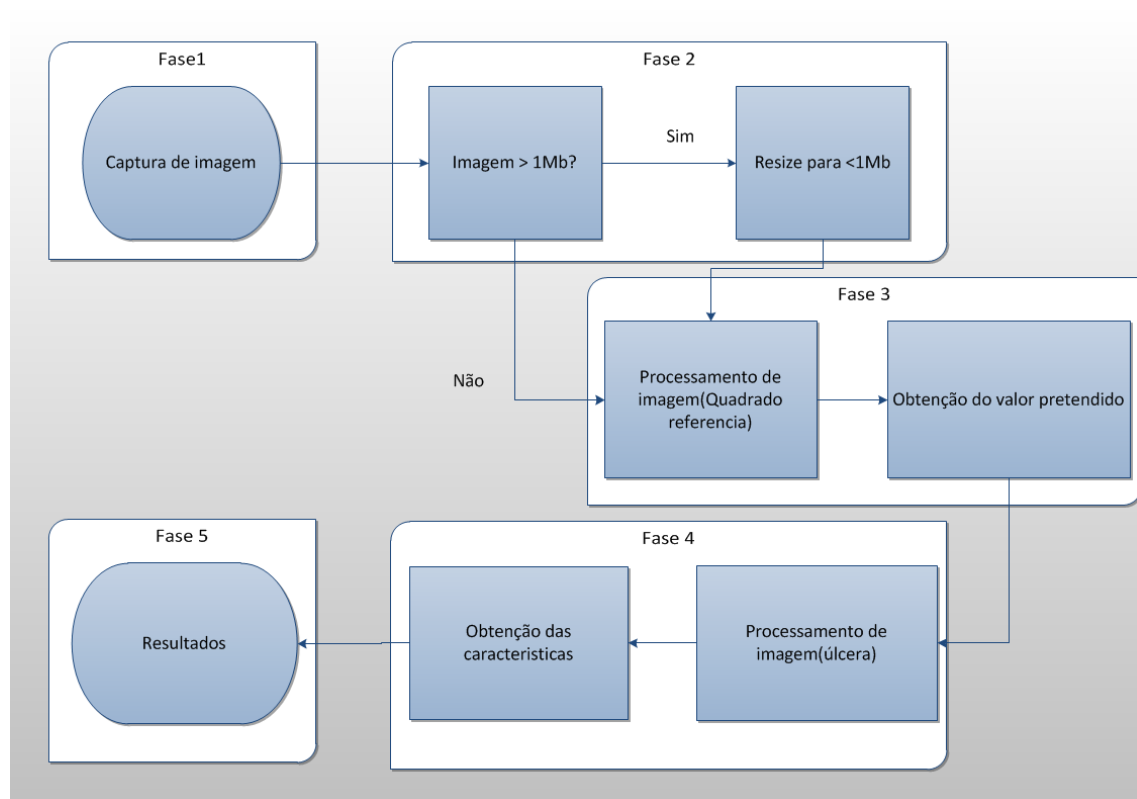 Fase1
Captura de imagem
Fase 2
Imagem > 1Mb?
Sim
Resize para <1Mb
Não
Fase 3
Processamento de
imagem(Quadrado
referencia)
Obtenção do valor pretendido
Fase 4
Processamento de
imagem(úlcera)
Obtenção das
caracteristicas
Fase 5
Resultados